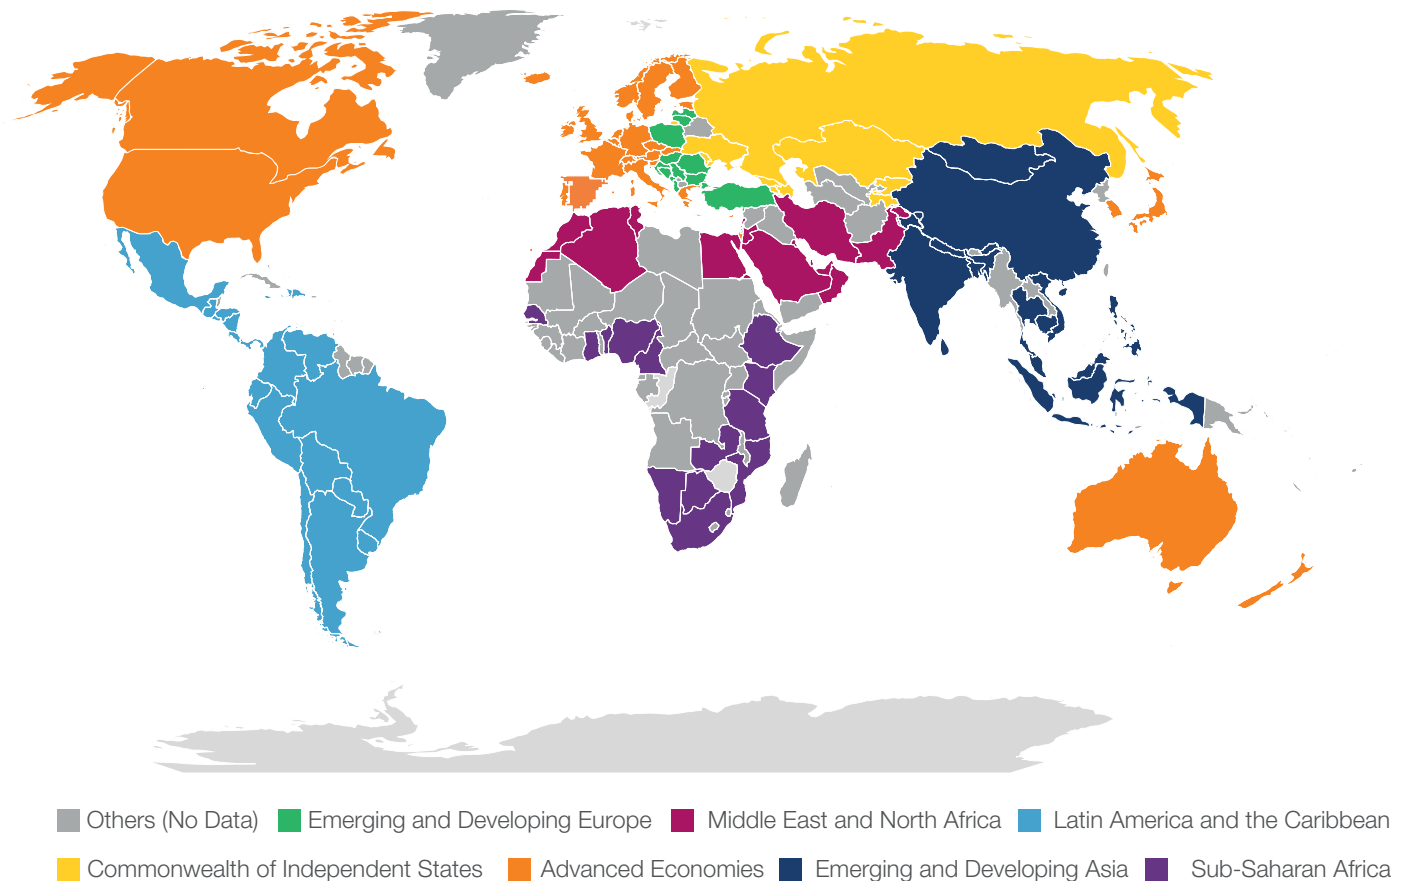 Others (No Data) Emerging and Developing Europe Middle East and North Africa Latin America and the Caribbean
Commonwealth of Independent States Advanced Economies Emerging and Developing Asia Sub-Saharan Africa